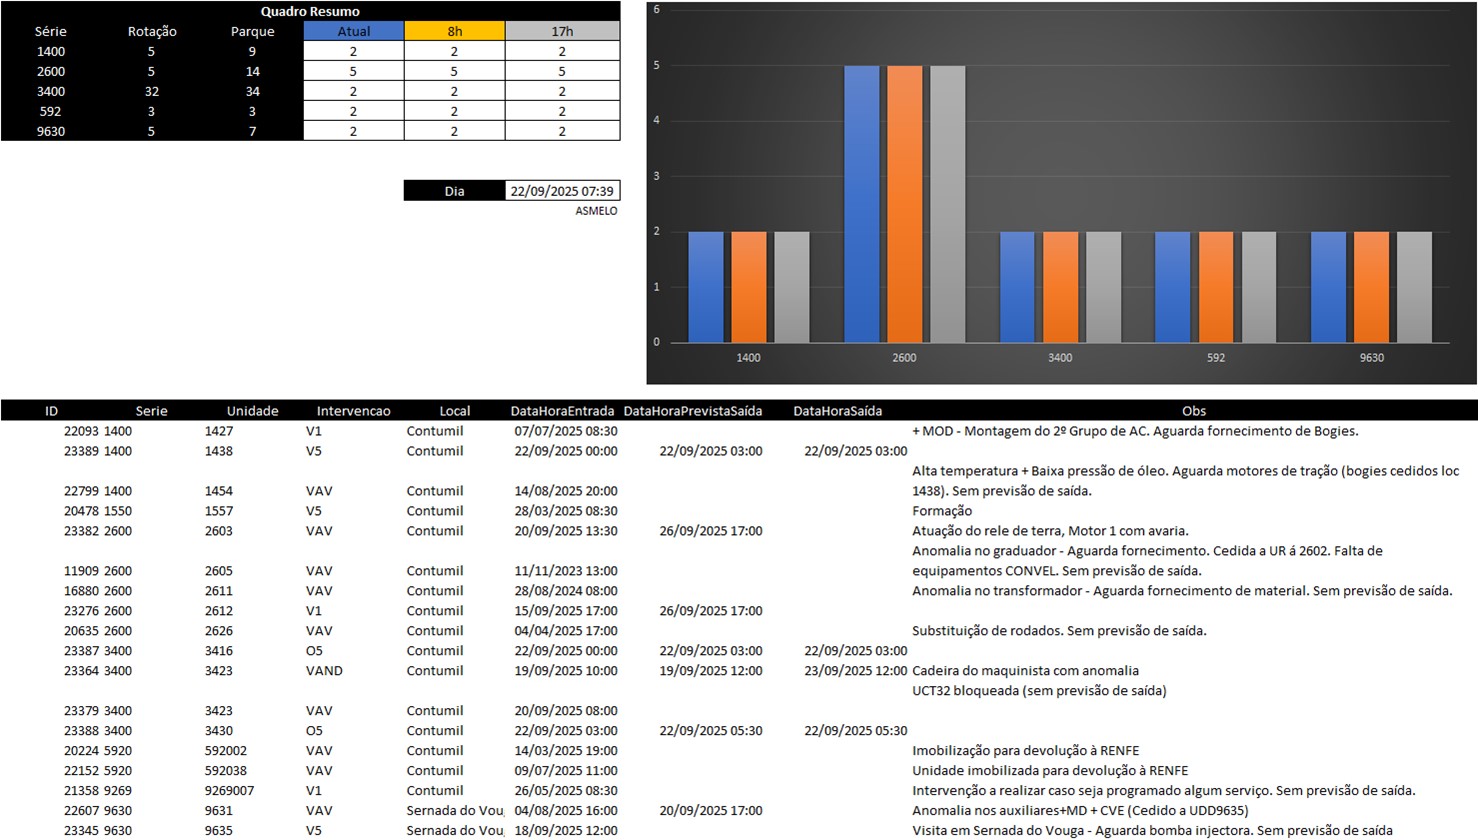 Quadro Resumo
Série Rotação Parque Atual 8h 17h
1400 5 9 2 2 2
2600 5 14 5 5 5
3400 32 34 2 2 2
592 3 3 2 2 2
9630 5 7 2 2 2
Dia 22/09/2025 07:39
ASMELO
6
5
4
3
2
1
0
1400 2600 3400 592 9630
ID Serie Unidade Intervencao Local DataHoraEntrada DataHoraPrevistaSaída DataHoraSaída Obs
22093 1400 1427 V1 Contumil 07/07/2025 08:30 + MOD - Montagem do 2º Grupo de AC. Aguarda fornecimento de Bogies.
23389 1400 1438 V5 Contumil 22/09/2025 00:00 22/09/2025 03:00 22/09/2025 03:00
Alta temperatura + Baixa pressão de óleo. Aguarda motores de tração (bogies cedidos loc
22799 1400 1454 VAV Contumil 14/08/2025 20:00 1438). Sem previsão de saída.
20478 1550 1557 V5 Contumil 28/03/2025 08:30 Formação
23382 2600 2603 VAV Contumil 20/09/2025 13:30 26/09/2025 17:00 Atuação do rele de terra, Motor 1 com avaria.
Anomalia no graduador - Aguarda fornecimento. Cedida a UR á 2602. Falta de
11909 2600 2605 VAV Contumil 11/11/2023 13:00 equipamentos CONVEL. Sem previsão de saída.
16880 2600 2611 VAV Contumil 28/08/2024 08:00 Anomalia no transformador - Aguarda fornecimento de material. Sem previsão de saída.
23276 2600 2612 V1 Contumil 15/09/2025 17:00 26/09/2025 17:00
20635 2600 2626 VAV Contumil 04/04/2025 17:00 Substituição de rodados. Sem previsão de saída.
23387 3400 3416 O5 Contumil 22/09/2025 00:00 22/09/2025 03:00 22/09/2025 03:00
23364 3400 3423 VAND Contumil 19/09/2025 10:00 19/09/2025 12:00 23/09/2025 12:00 Cadeira do maquinista com anomalia
UCT32 bloqueada (sem previsão de saída)
23379 3400 3423 VAV Contumil 20/09/2025 08:00
23388 3400 3430 O5 Contumil 22/09/2025 03:00 22/09/2025 05:30 22/09/2025 05:30
20224 5920 592002 VAV Contumil 14/03/2025 19:00 Imobilização para devolução à RENFE
22152 5920 592038 VAV Contumil 09/07/2025 11:00 Unidade imobilizada para devolução à RENFE
21358 9269 9269007 V1 Contumil 26/05/2025 08:30 Intervenção a realizar caso seja programado algum serviço. Sem previsão de saída.
22607 9630 9631 VAV Sernada do Vou 04/08/2025 16:00 20/09/2025 17:00 Anomalia nos auxiliares+MD + CVE (Cedido a UDD9635)
23345 9630 9635 V5 Sernada do Vou 18/09/2025 12:00 Visita em Sernada do Vouga - Aguarda bomba injectora. Sem previsão de saída